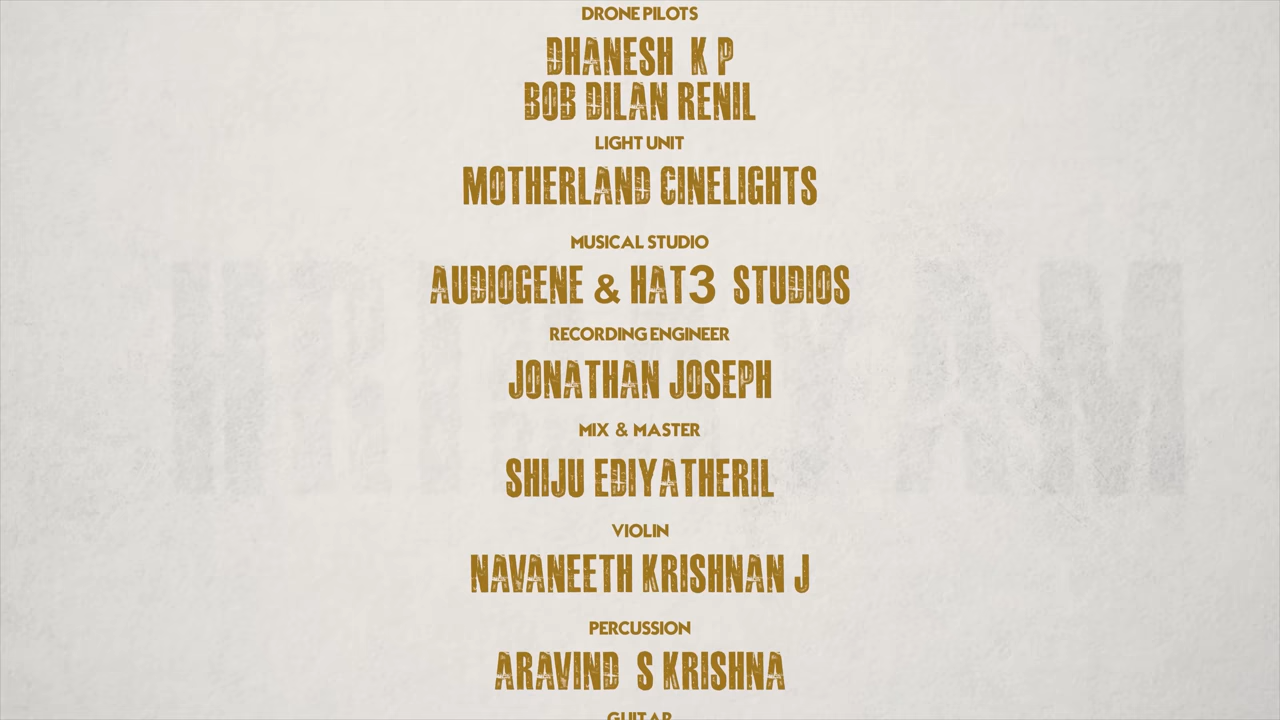 DRONE PILOTS
DHANESH K P
BOB DILAN RENIL
LIGHT UNIT
MOTHERLAND CINELIGHTS
MUSICAL STUDIO
AUDIOGENE & HAT3 STUDIOS
RECORDING ENGINEER
JONATHAN JOSEPH
MIX & MASTER
SHIJU EDIYATHERIL
VIOLIN
NAVANEETH KRISHNAN J
PERCUSSION
ARAVIND S KRISHNA
GUITAR